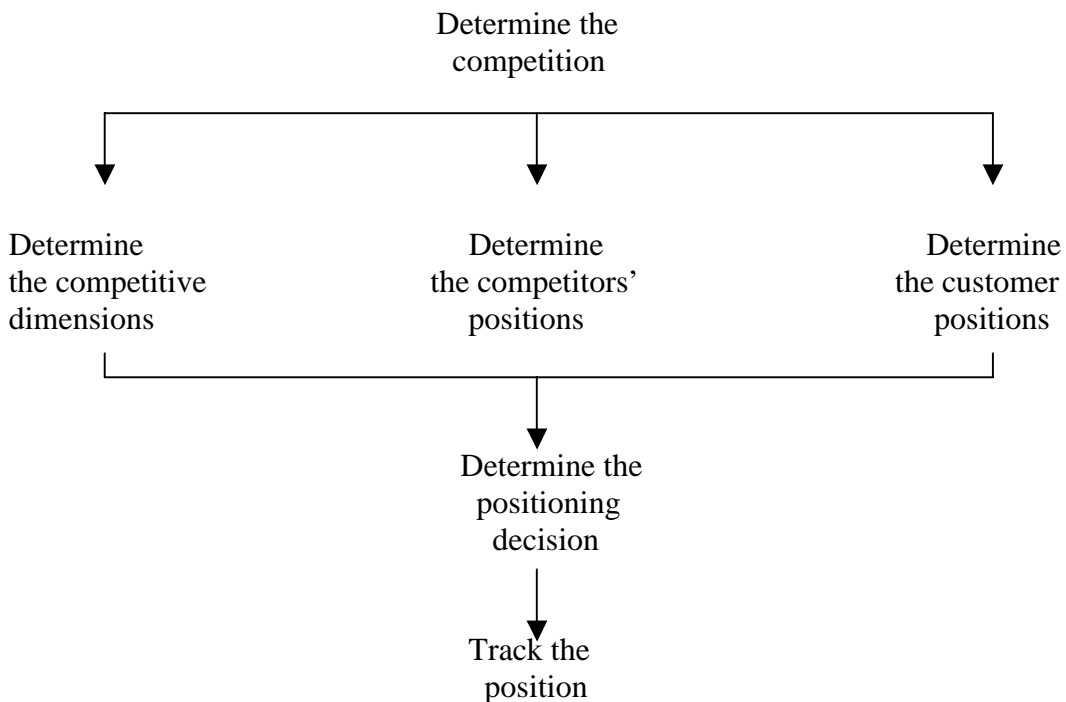 Determine the
competition
Determine
the competitive
dimensions
Determine
the competitors’
positions
Determine
the customer
positions
Determine the
positioning
decision
Track the
position